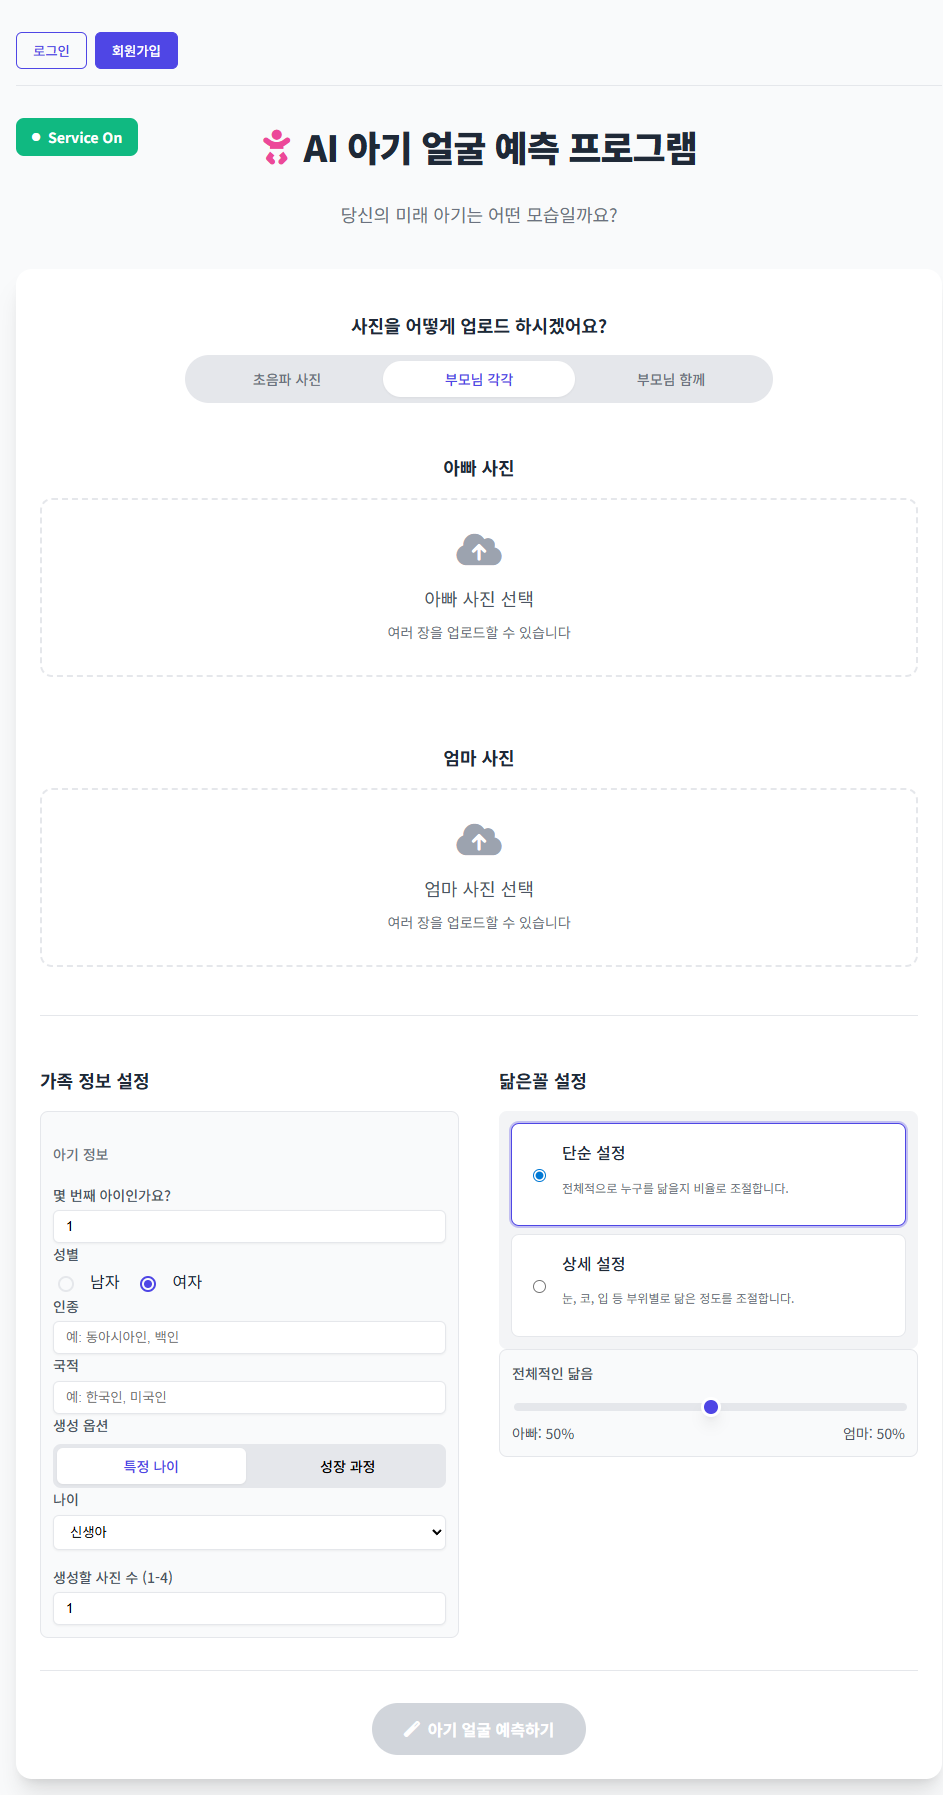 로그인 회원가입
Service On
AI 아기 얼굴 예측 프로그램
당신의 미래 아기는 어떤 모습일까요?
사진을 어떻게 업로드 하시겠어요?
초음파 사진 부모님 각각 부모님 함께
아빠 사진
아빠 사진 선택
여러 장을 업로드할 수 있습니다
엄마 사진
엄마 사진 선택
여러 장을 업로드할 수 있습니다
가족 정보 설정
아기 정보
몇 번째 아이인가요?
1
성별
남자 여자
인종
예: 동아시아인, 백인
국적
예: 한국인, 미국인
생성 옵션
특정 나이 성장 과정
나이
신생아
생성할 사진 수 (1-4)
1
닮은꼴 설정
단순 설정
전체적으로 누구를 닮을지 비율로 조절합니다.
상세 설정
눈, 코, 입 등 부위별로 닮은 정도를 조절합니다.
전체적인 닮음
아빠: 50% 엄마: 50%
아기 얼굴 예측하기